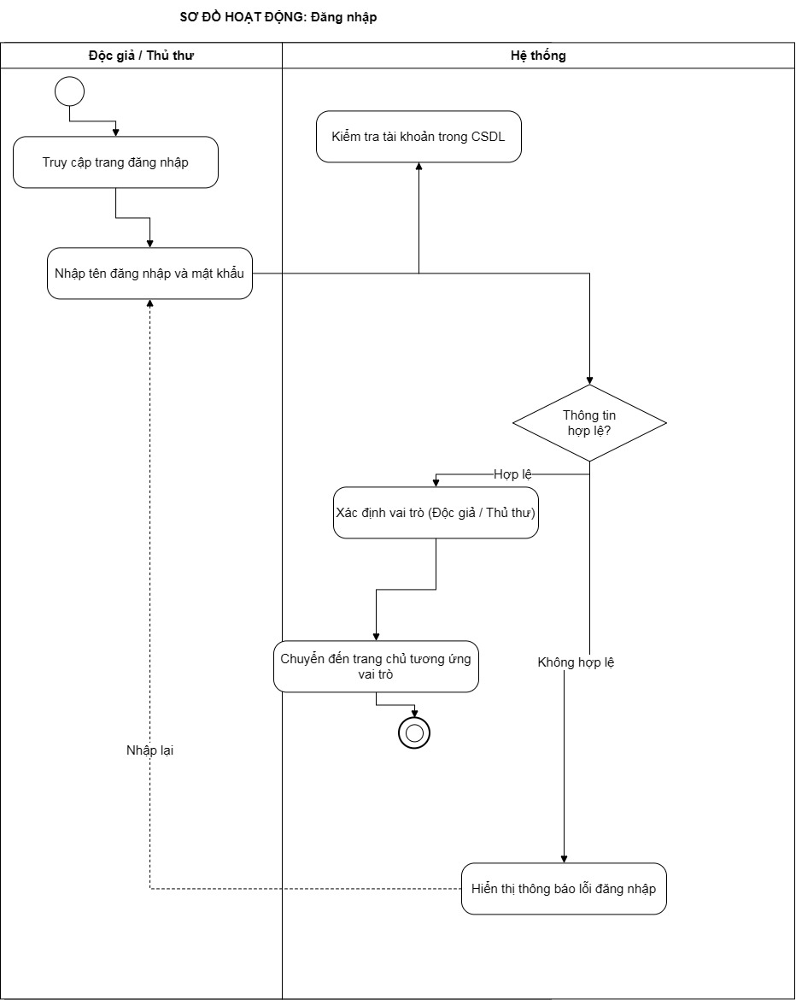 SƠ ĐỒ HOẠT ĐỘNG: Đăng nhập
Độc giả / Thủ thư
Hệ thống
Kiểm tra tài khoản trong CSDL
Truy cập trang đăng nhập
Nhập tên đăng nhập và mật khẩu
Thông tin
hợp lệ?
Hợp lệ
Xác định vai trò (Độc giả / Thủ thư)
Chuyển đến trang chủ tương ứng
vai trò
Không hợp lệ
Nhập lại
Hiển thị thông báo lỗi đăng nhập